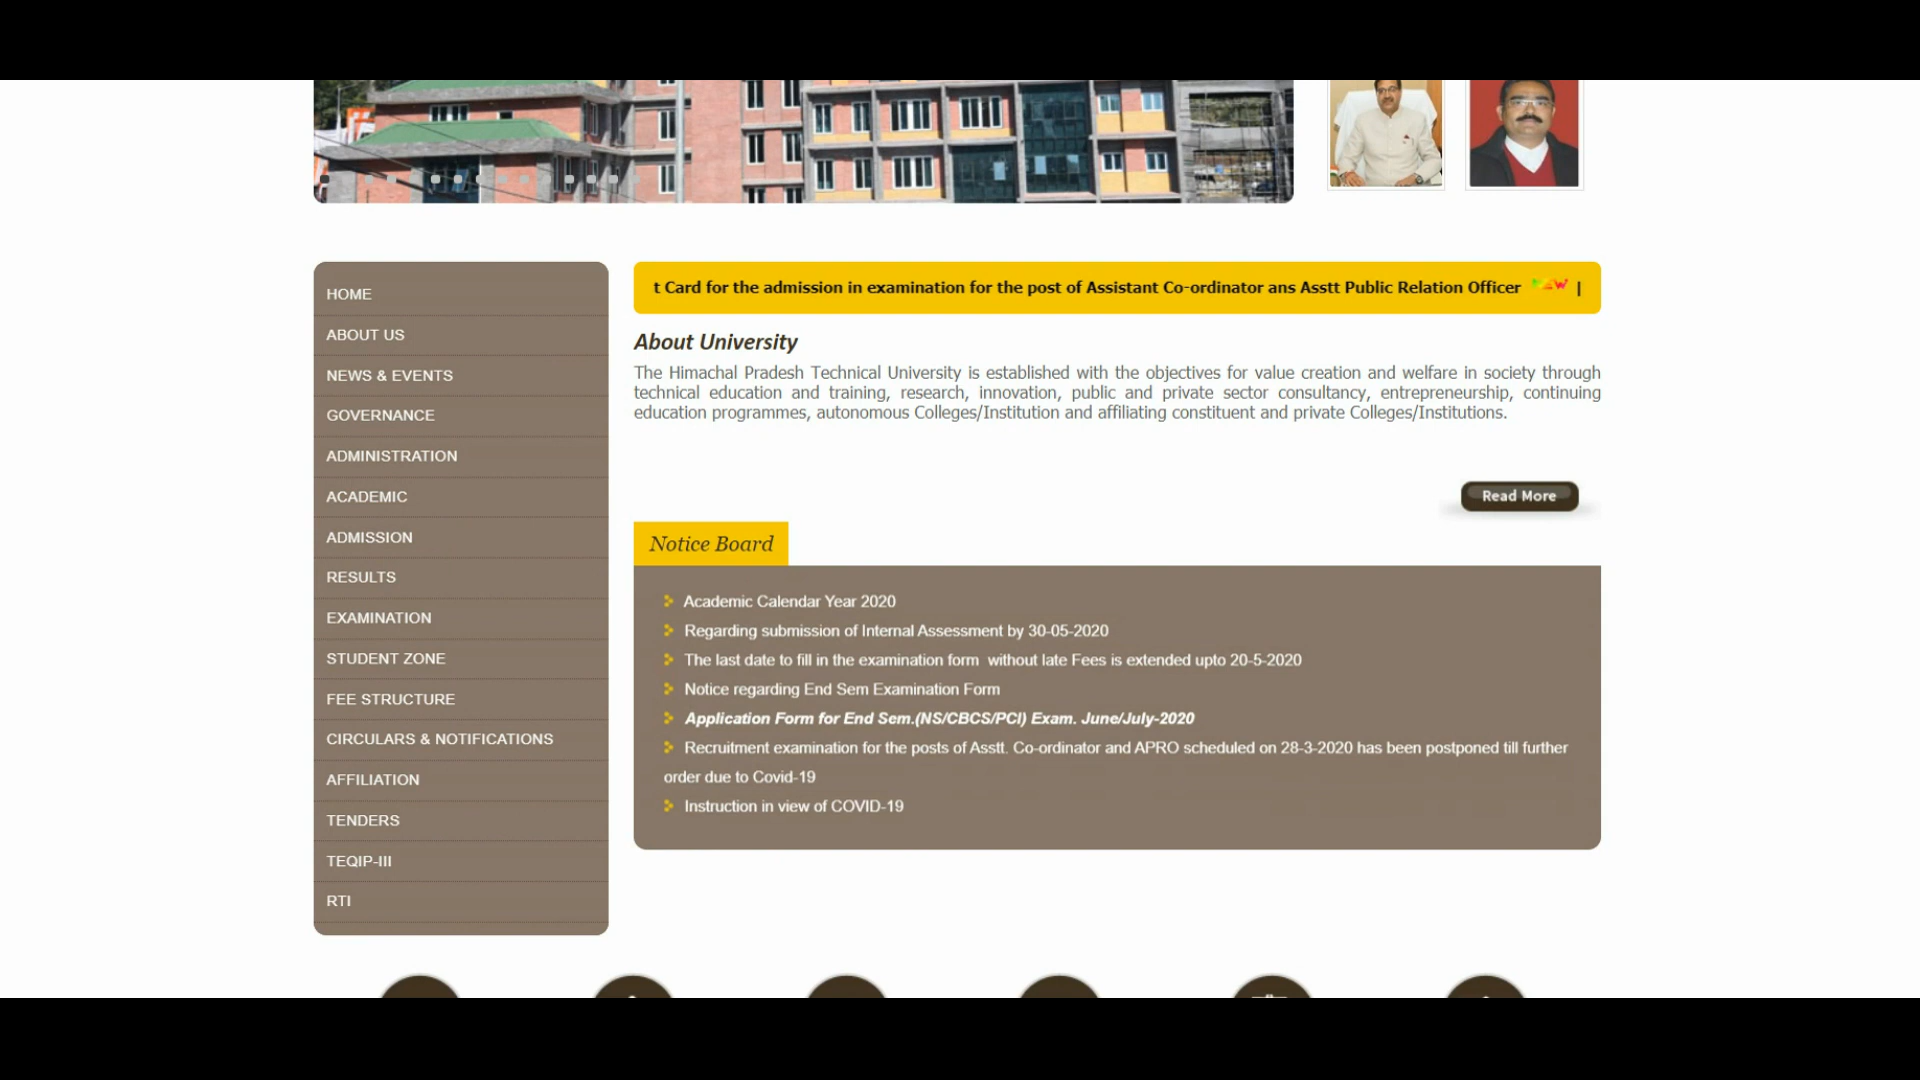 HOME
ABOUT US
NEWS & EVENTS
GOVERNANCE
ADMINISTRATION
ACADEMIC
ADMISSION
RESULTS
EXAMINATION
STUDENT ZONE
FEE STRUCTURE
CIRCULARS & NOTIFICATIONS
AFFILIATION
TENDERS
TEQIP-III
RTI
t Card for the admission in examination for the post of Assistant Co-ordinator ans Asstt Public Relation Officer NEW |
About University
The Himachal Pradesh Technical University is established with the objectives for value creation and welfare in society through
technical education and training, research, innovation, public and private sector consultancy, entrepreneurship, continuing
education programmes, autonomous Colleges/Institution and affiliating constituent and private Colleges/Institutions.
Read More
Notice Board
Academic Calendar Year 2020
Regarding submission of Internal Assessment by 30-05-2020
The last date to fill in the examination form without late Fees is extended upto 20-5-2020
Notice regarding End Sem Examination Form
Application Form for End Sem.(NS/CBCS/PCI) Exam. June/July-2020
Recruitment examination for the posts of Asstt. Co-ordinator and APRO scheduled on 28-3-2020 has been postponed till further
order due to Covid-19
Instruction in view of COVID-19